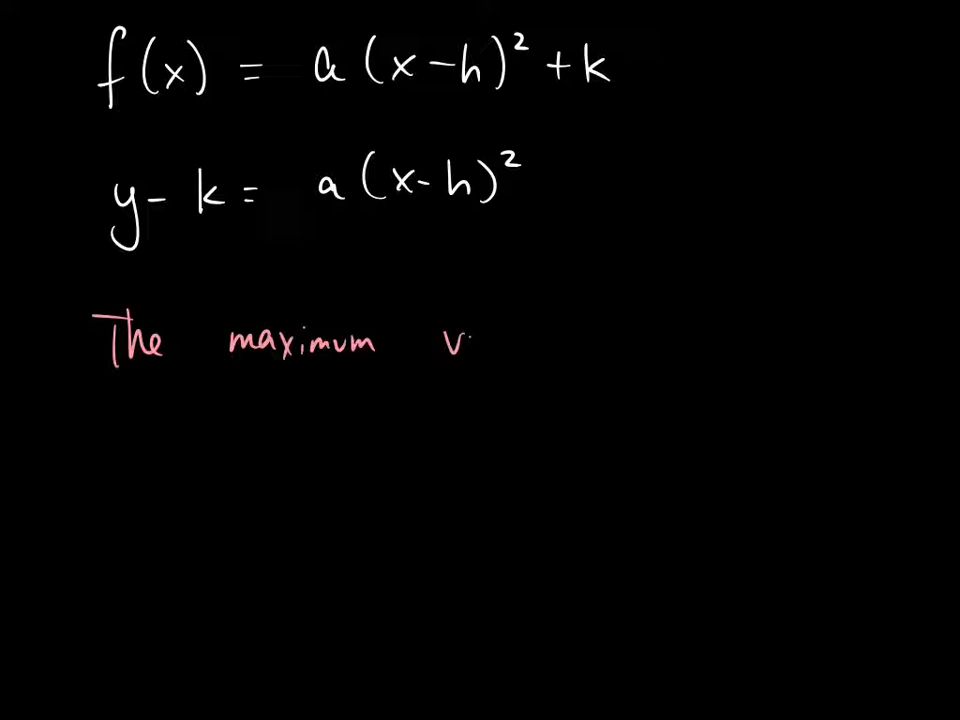 f(x) = a(x-h)² + k
y - k = a(x-h)²
The maximum v